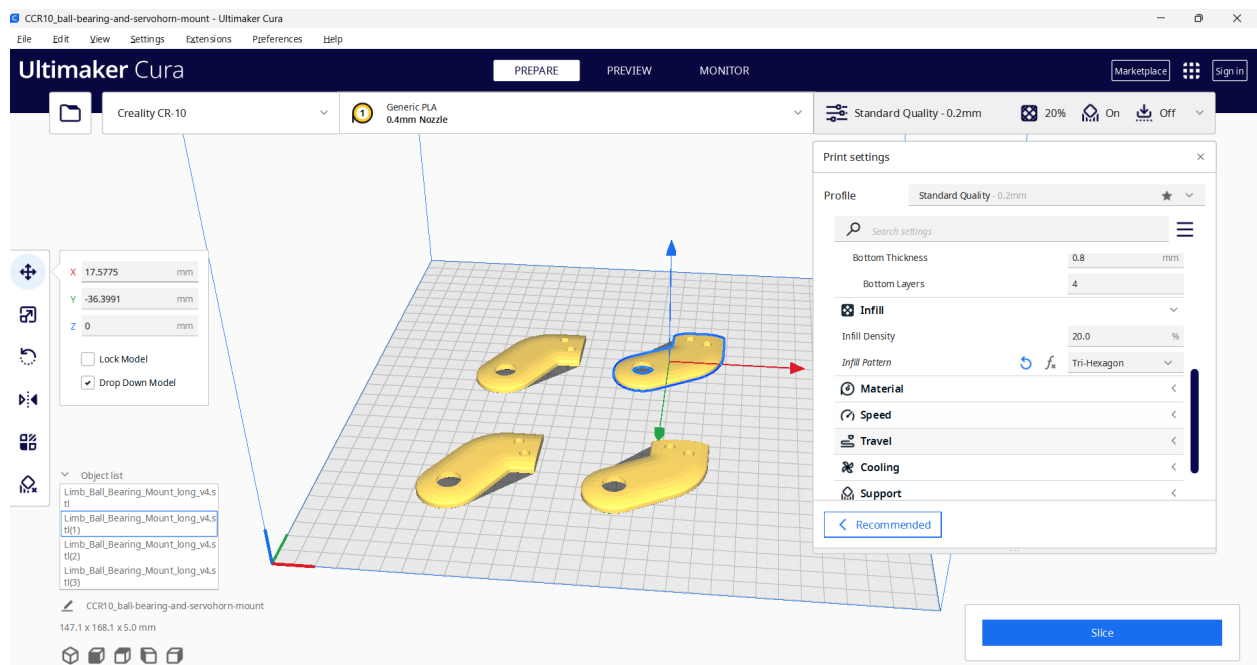 CCR10_ball-bearing-and-servohorn-mount - Ultimaker Cura
File Edit View Settings Extensions Preferences Help
Ultimaker Cura
PREPARE PREVIEW MONITOR
Marketplace Sign in
Creality CR-10
1
Generic PLA
0.4mm Nozzle
Standard Quality - 0.2mm 20% On Off
Print settings
Profile Standard Quality - 0.2mm
Search settings
Bottom Thickness 0.8 mm
Bottom Layers 4
Infill
Infill Density 20.0 %
Infill Pattern fx Tri-Hexagon
Material
Speed
Travel
Cooling
Support
Recommended
X 17.5775 mm
Y -36.3991 mm
Z 0 mm
Lock Model
Drop Down Model
Object list
Limb_Ball_Bearing_Mount_long_v4.s
tl
Limb_Ball_Bearing_Mount_long_v4.s
tl(1)
Limb_Ball_Bearing_Mount_long_v4.s
tl(2)
Limb_Ball_Bearing_Mount_long_v4.s
tl(3)
CCR10_ball-bearing-and-servohorn-mount
147.1 x 168.1 x 5.0 mm
Slice